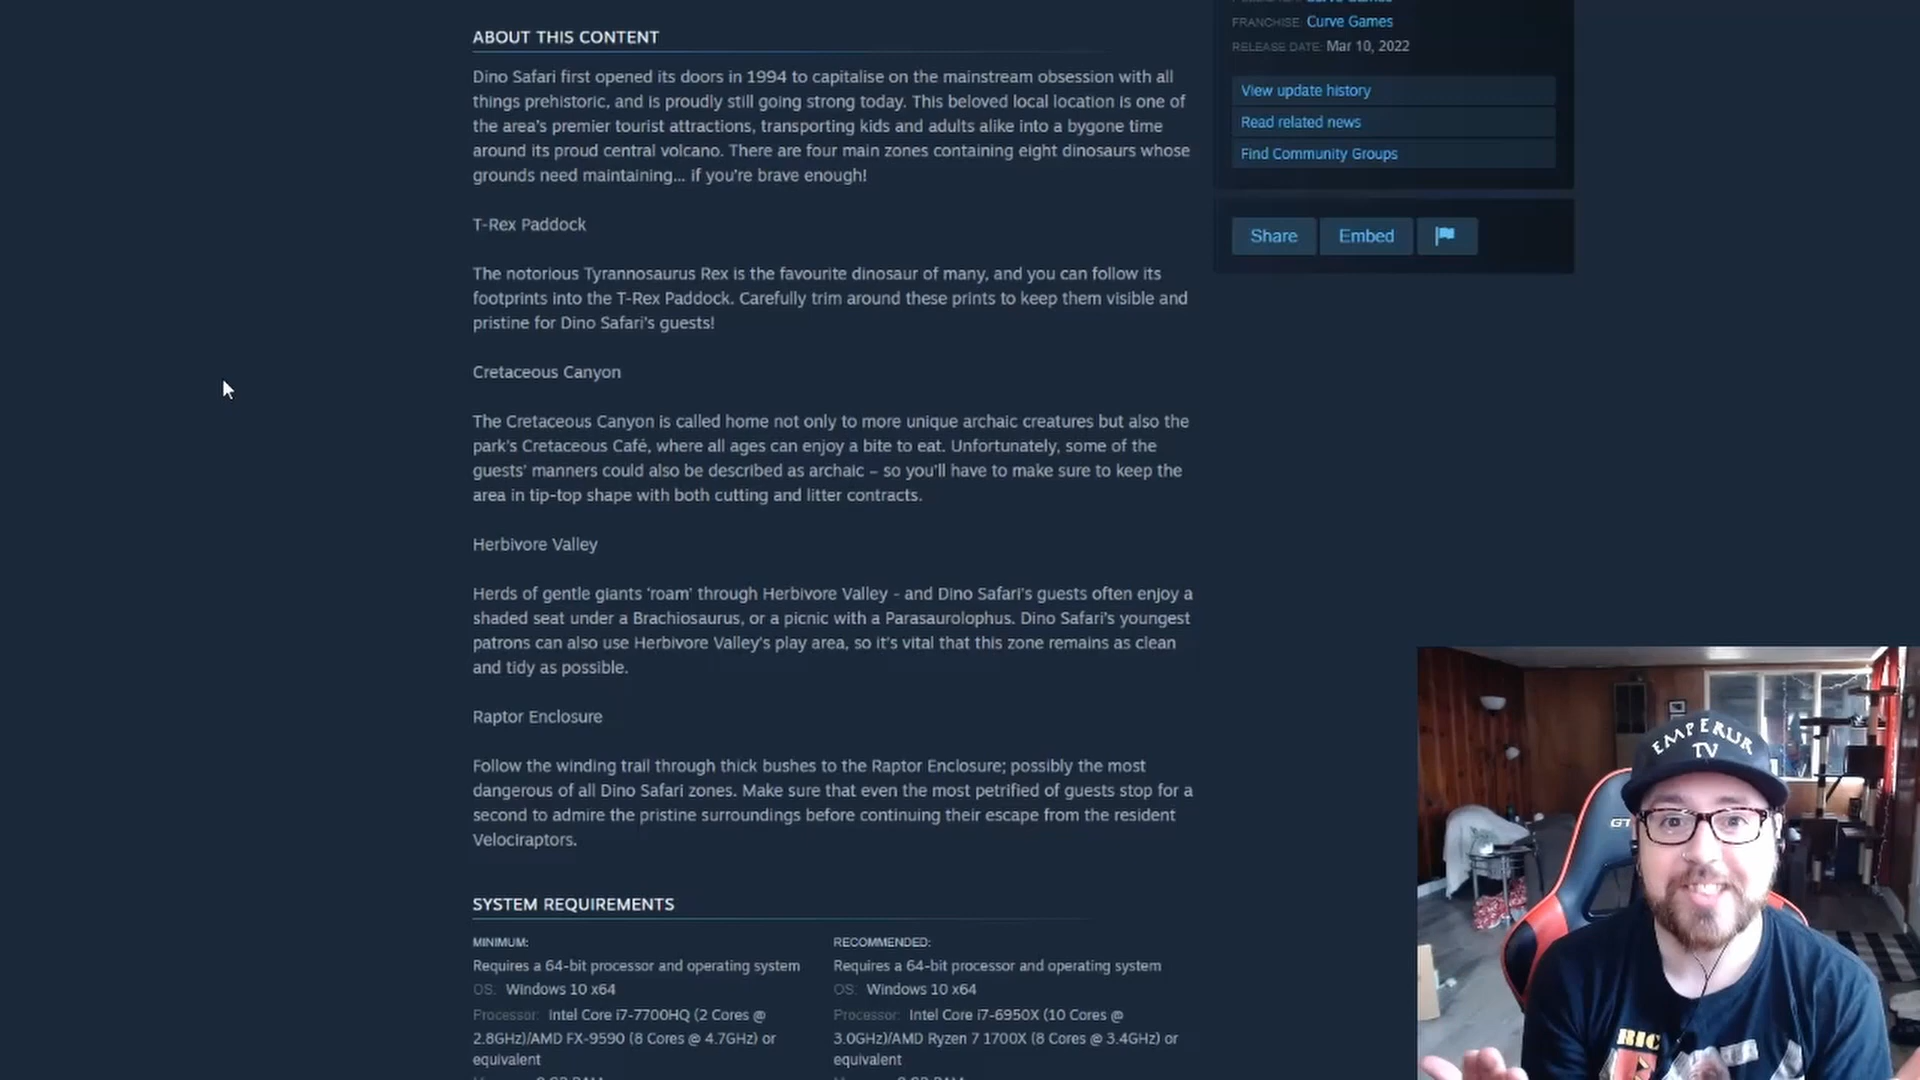 ABOUT THIS CONTENT
Dino Safari first opened its doors in 1994 to capitalise on the mainstream obsession with all
things prehistoric, and is proudly still going strong today. This beloved local location is one of
the area's premier tourist attractions, transporting kids and adults alike into a bygone time
around its proud central volcano. There are four main zones containing eight dinosaurs whose
grounds need maintaining... if you're brave enough!
T-Rex Paddock
The notorious Tyrannosaurus Rex is the favourite dinosaur of many, and you can follow its
footprints into the T-Rex Paddock. Carefully trim around these prints to keep them visible and
pristine for Dino Safari's guests!
Cretaceous Canyon
The Cretaceous Canyon is called home not only to more unique archaic creatures but also the
park's Cretaceous Café, where all ages can enjoy a bite to eat. Unfortunately, some of the
guests' manners could also be described as archaic – so you'll have to make sure to keep the
area in tip-top shape with both cutting and litter contracts.
Herbivore Valley
Herds of gentle giants 'roam' through Herbivore Valley - and Dino Safari's guests often enjoy a
shaded seat under a Brachiosaurus, or a picnic with a Parasaurolophus. Dino Safari's youngest
patrons can also use Herbivore Valley's play area, so it's vital that this zone remains as clean
and tidy as possible.
Raptor Enclosure
Follow the winding trail through thick bushes to the Raptor Enclosure; possibly the most
dangerous of all Dino Safari zones. Make sure that even the most petrified of guests stop for a
second to admire the pristine surroundings before continuing their escape from the resident
Velociraptors.
SYSTEM REQUIREMENTS
MINIMUM:
Requires a 64-bit processor and operating system
OS: Windows 10 x64
Processor: Intel Core i7-7700HQ (2 Cores @
2.8GHz)/AMD FX-9590 (8 Cores @ 4.7GHz) or
equivalent
RECOMMENDED:
Requires a 64-bit processor and operating system
OS: Windows 10 x64
Processor: Intel Core i7-6950X (10 Cores @
3.0GHz)/AMD Ryzen 7 1700X (8 Cores @ 3.4GHz) or
equivalent
Curve Games
FRANCHISE: Curve Games
RELEASE DATE: Mar 10, 2022
View update history
Read related news
Find Community Groups
Share
Embed
EMPERUR
TV
GT
RIC